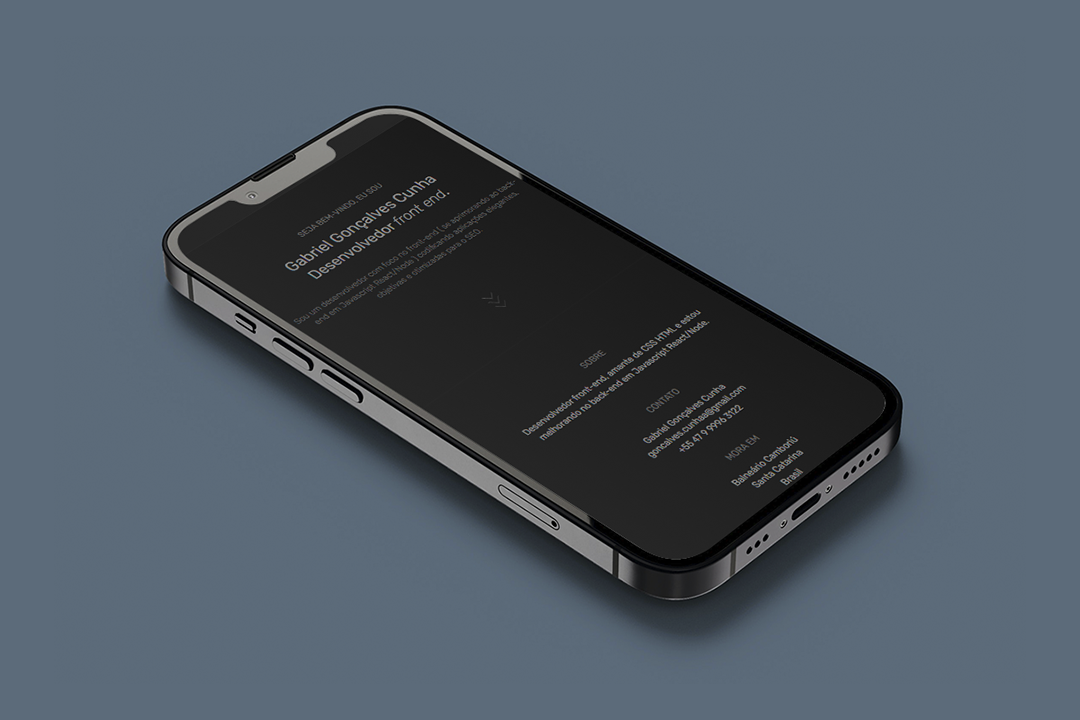 SEJA BEM-VINDO, EU SOU
Gabriel Gonçalves Cunha
Desenvolvedor front end.
Sou um desenvolvedor com foco no front-end ( se aprimorando ao back-
end em Javascript React/Node ) codificando aplicações elegantes,
objetivas e otimizadas para o SEO.
SOBRE
Desenvolvedor front-end, amante de CSS HTML e estou
melhorando no back-end em Javascript React/Node.
CONTATO
Gabriel Gonçalves Cunha
goncalves.cunhaa@gmail.com
+55 47 9 9996 3122
MORA EM
Balneário Camboriú
Santa Catarina
Brasil